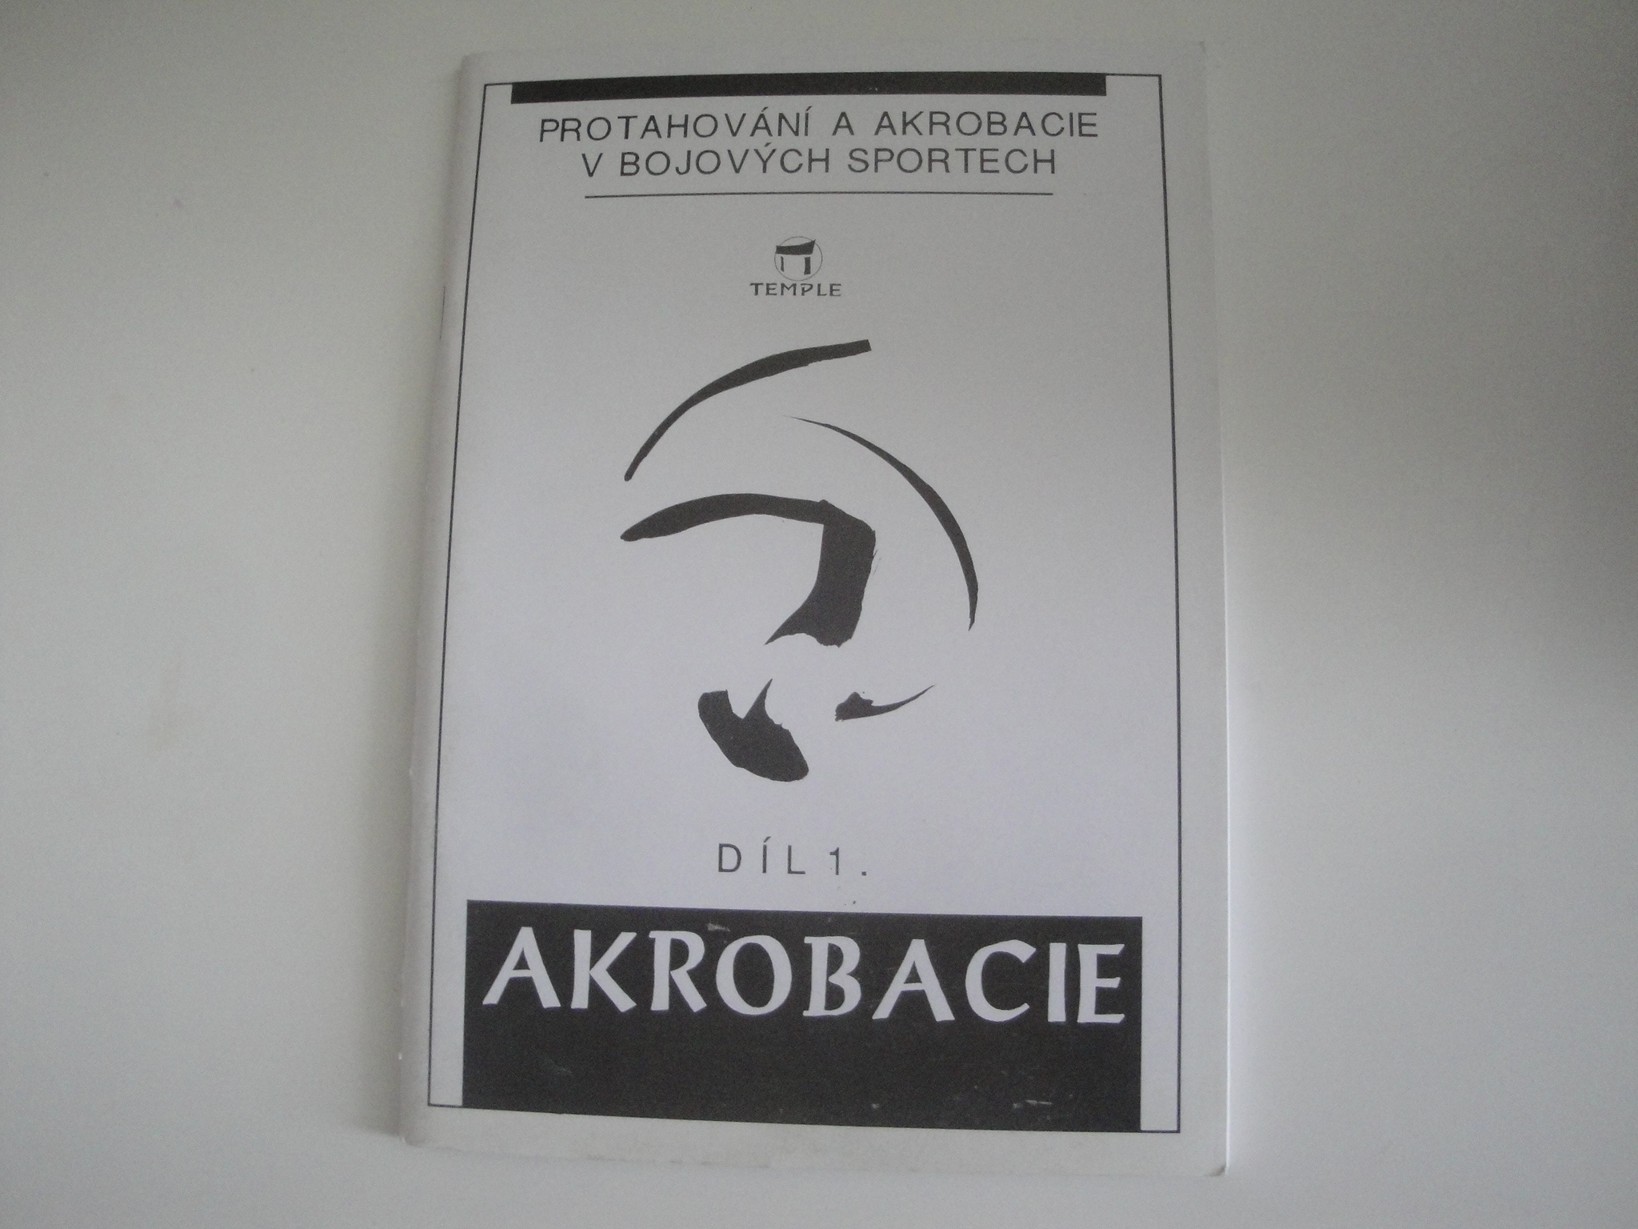 PROTAHOVÁNÍ A AKROBACIE
V BOJOVÝCH SPORTECH
TEMPLE
DÍL 1.
AKROBACIE